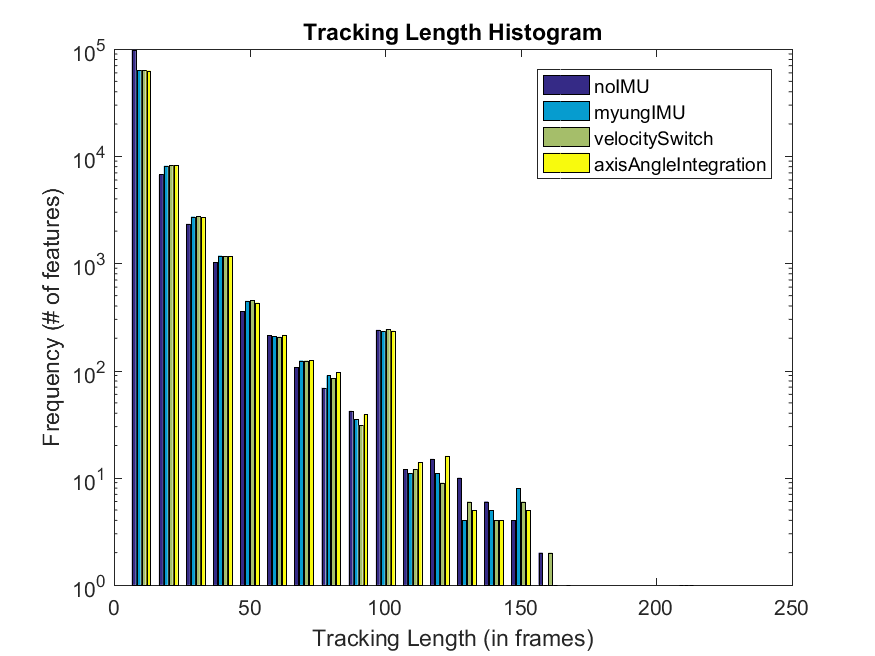 Tracking Length Histogram
noIMU
myungIMU
velocitySwitch
axisAngleIntegration
Frequency (# of features)
10^5
10^4
10^3
10^2
10^1
10^0
0 50 100 150 200 250
Tracking Length (in frames)